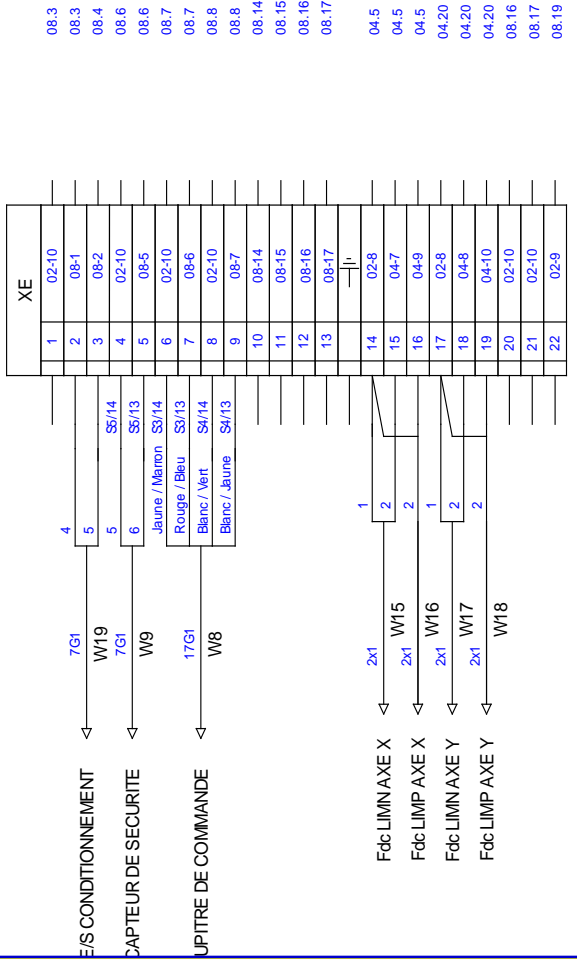 08.3
08.3
08.4
08.6
08.6
08.7
08.7
08.8
08.8
08.14
08.15
08.16
08.17
04.5
04.5
04.5
04.20
04.20
04.20
08.16
08.17
08.19
XE
02-10
08-1
08-2
02-10
08-5
02-10
08-6
02-10
08-7
08-14
08-15
08-16
08-17
02-8
04-7
04-9
02-8
04-8
04-10
02-10
02-10
02-9
1
2
3
4
5
6
7
8
9
10
11
12
13
14
15
16
17
18
19
20
21
22
S5/14
S5/13
Jaune / Marron S3/14
Rouge / Bleu S3/13
Blanc / Vert S4/14
Blanc / Jaune S4/13
4
5
5
6
1
2
2
1
2
2
7G1
W19
7G1
W9
17G1
W8
2x1
W15
2x1
W16
2x1
W17
2x1
W18
E/S CONDITIONNEMENT
CAPTEUR DE SECURITE
UPITRE DE COMMANDE
Fdc LIMN AXE X
Fdc LIMP AXE X
Fdc LIMN AXE Y
Fdc LIMP AXE Y